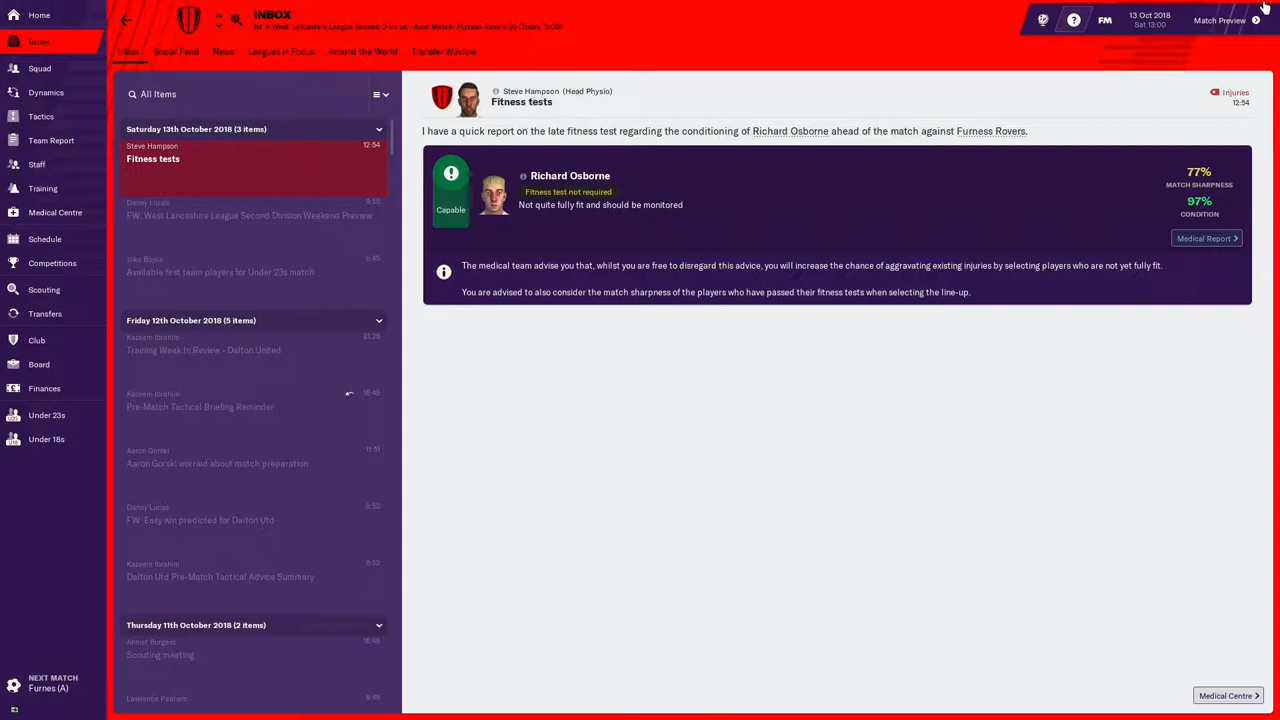 Home
INBOX
13 Oct 2018
Sat 13:00
FM
Match Preview
Inbox
Inbox Social Feed News Leagues in Focus Around the World Transfer Window
Squad
Dynamics
Tactics
Team Report
Staff
Training
Medical Centre
Schedule
Competitions
Scouting
Transfers
Club
Board
Finances
Under 23s
Under 18s
NEXT MATCH
Furnes (A)
All Items
Saturday 13th October 2018 (3 items)
Steve Hampson 12:54
Fitness tests
Danny Lucas 9:53
FW: West Lancashire League Second Division Weekend Preview
Boyce 8:45
Available first team players for Under 23s match
Friday 12th October 2018 (5 items)
Kazeem Ibrahim 21:25
Training Week In Review - Dalton United
Kazeem Ibrahim
Pre-Match Tactical Briefing Reminder
Aaron Gorski 11:51
Aaron Gorski worried about match preparation
Danny Lucas
FW: Easy win predicted for Dalton Utd
Kazeem Ibrahim
Dalton Utd Pre-Match Tactical Advice Summary
Thursday 11th October 2018 (2 items)
Ahmet Burgess
Scouting meeting
Lawrence 8:49
Steve Hampson (Head Physio)
Fitness tests
Injuries
12:54
I have a quick report on the late fitness test regarding the conditioning of Richard Osborne ahead of the match against Furness Rovers.
Capable
Richard Osborne
Fitness test not required
Not quite fully fit and should be monitored
77%
MATCH SHARPNESS
97%
CONDITION
Medical Report
The medical team advise you that, whilst you are free to disregard this advice, you will increase the chance of aggravating existing injuries by selecting players who are not yet fully fit.
You are advised to also consider the match sharpness of the players who have passed their fitness tests when selecting the line-up.
Medical Centre